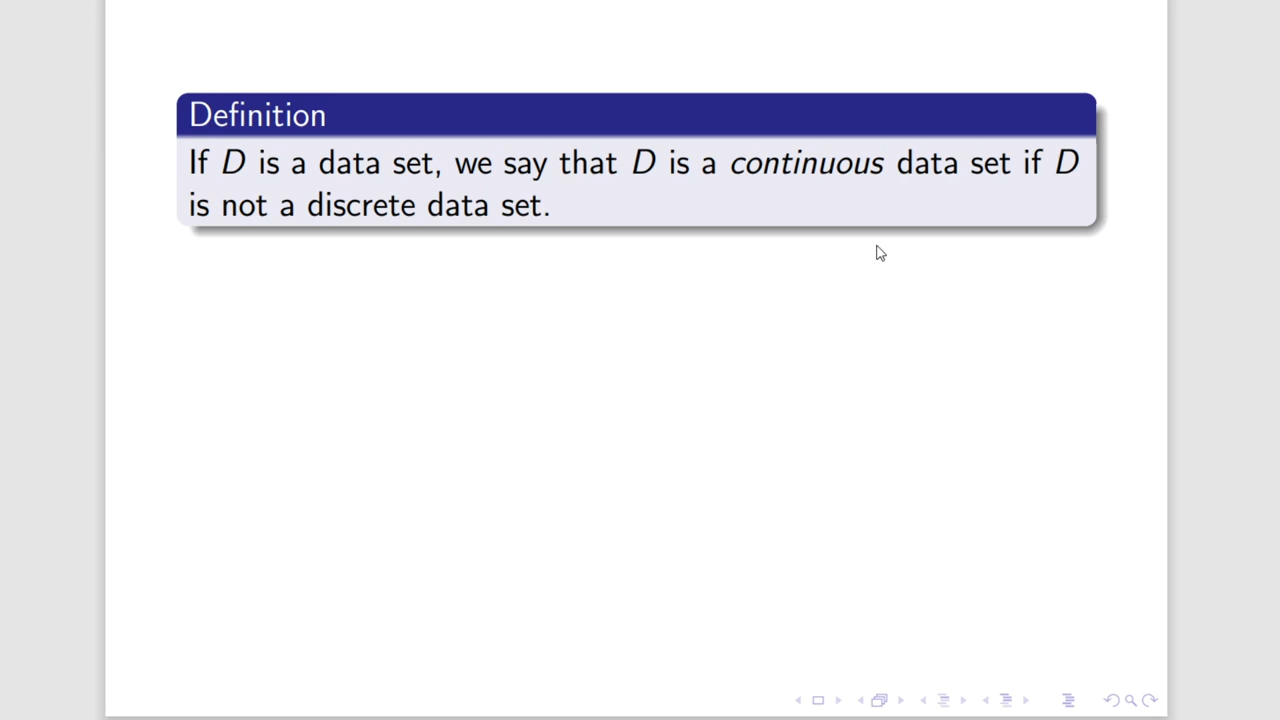 Definition
If D is a data set, we say that D is a continuous data set if D
is not a discrete data set.